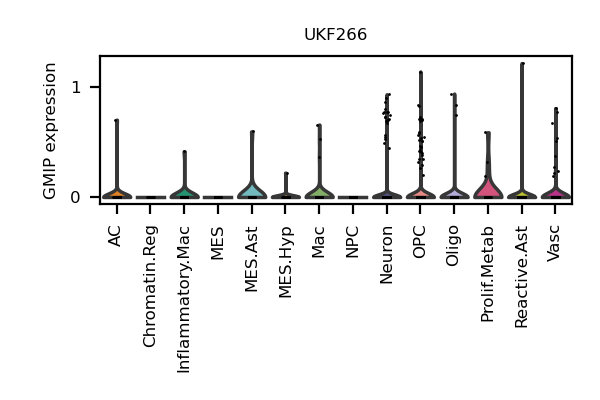 UKF266
GMIP expression
1
0
AC
Chromatin.Reg
Inflammatory.Mac
MES
MES.Ast
MES.Hyp
Mac
NPC
Neuron
OPC
Oligo
Prolif.Metab
Reactive.Ast
Vasc